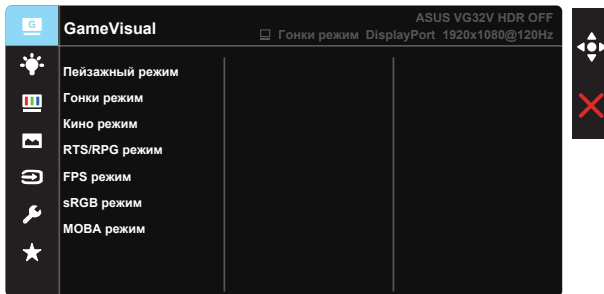 G
GameVisual
ASUS VG32V HDR OFF
Гонки режим DisplayPort 1920x1080@120Hz
Пейзажный режим
Гонки режим
Кино режим
RTS/RPG режим
FPS режим
sRGB режим
MOBA режим